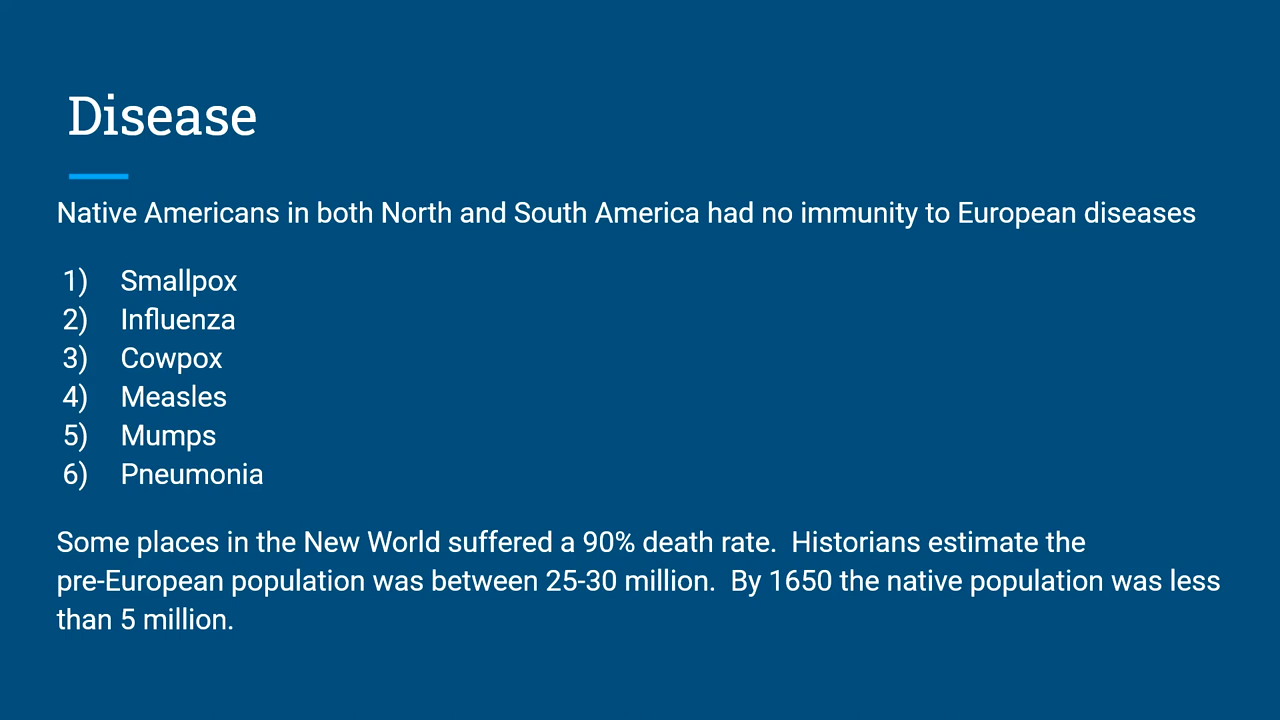 Disease
Native Americans in both North and South America had no immunity to European diseases
1) Smallpox
2) Influenza
3) Cowpox
4) Measles
5) Mumps
6) Pneumonia
Some places in the New World suffered a 90% death rate.  Historians estimate the
pre-European population was between 25-30 million.  By 1650 the native population was less
than 5 million.